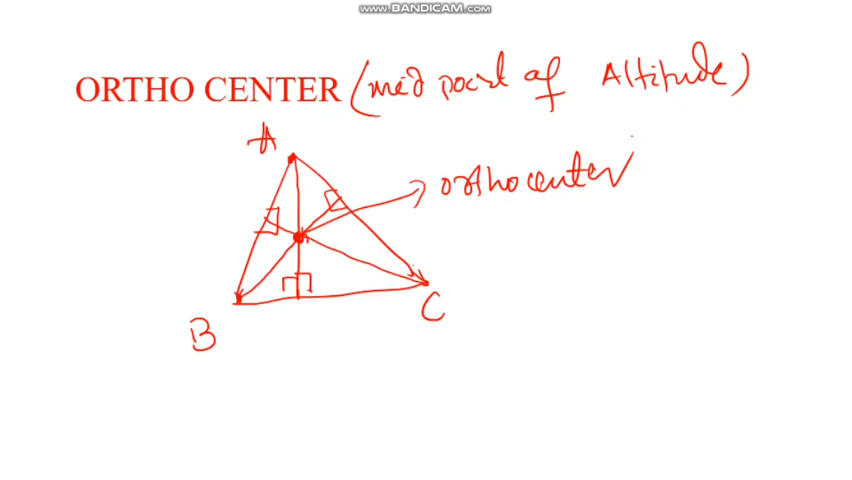 www.BANDICAM.com
ORTHO CENTER (mid point of Altitude)
A
orthocenter
B
C